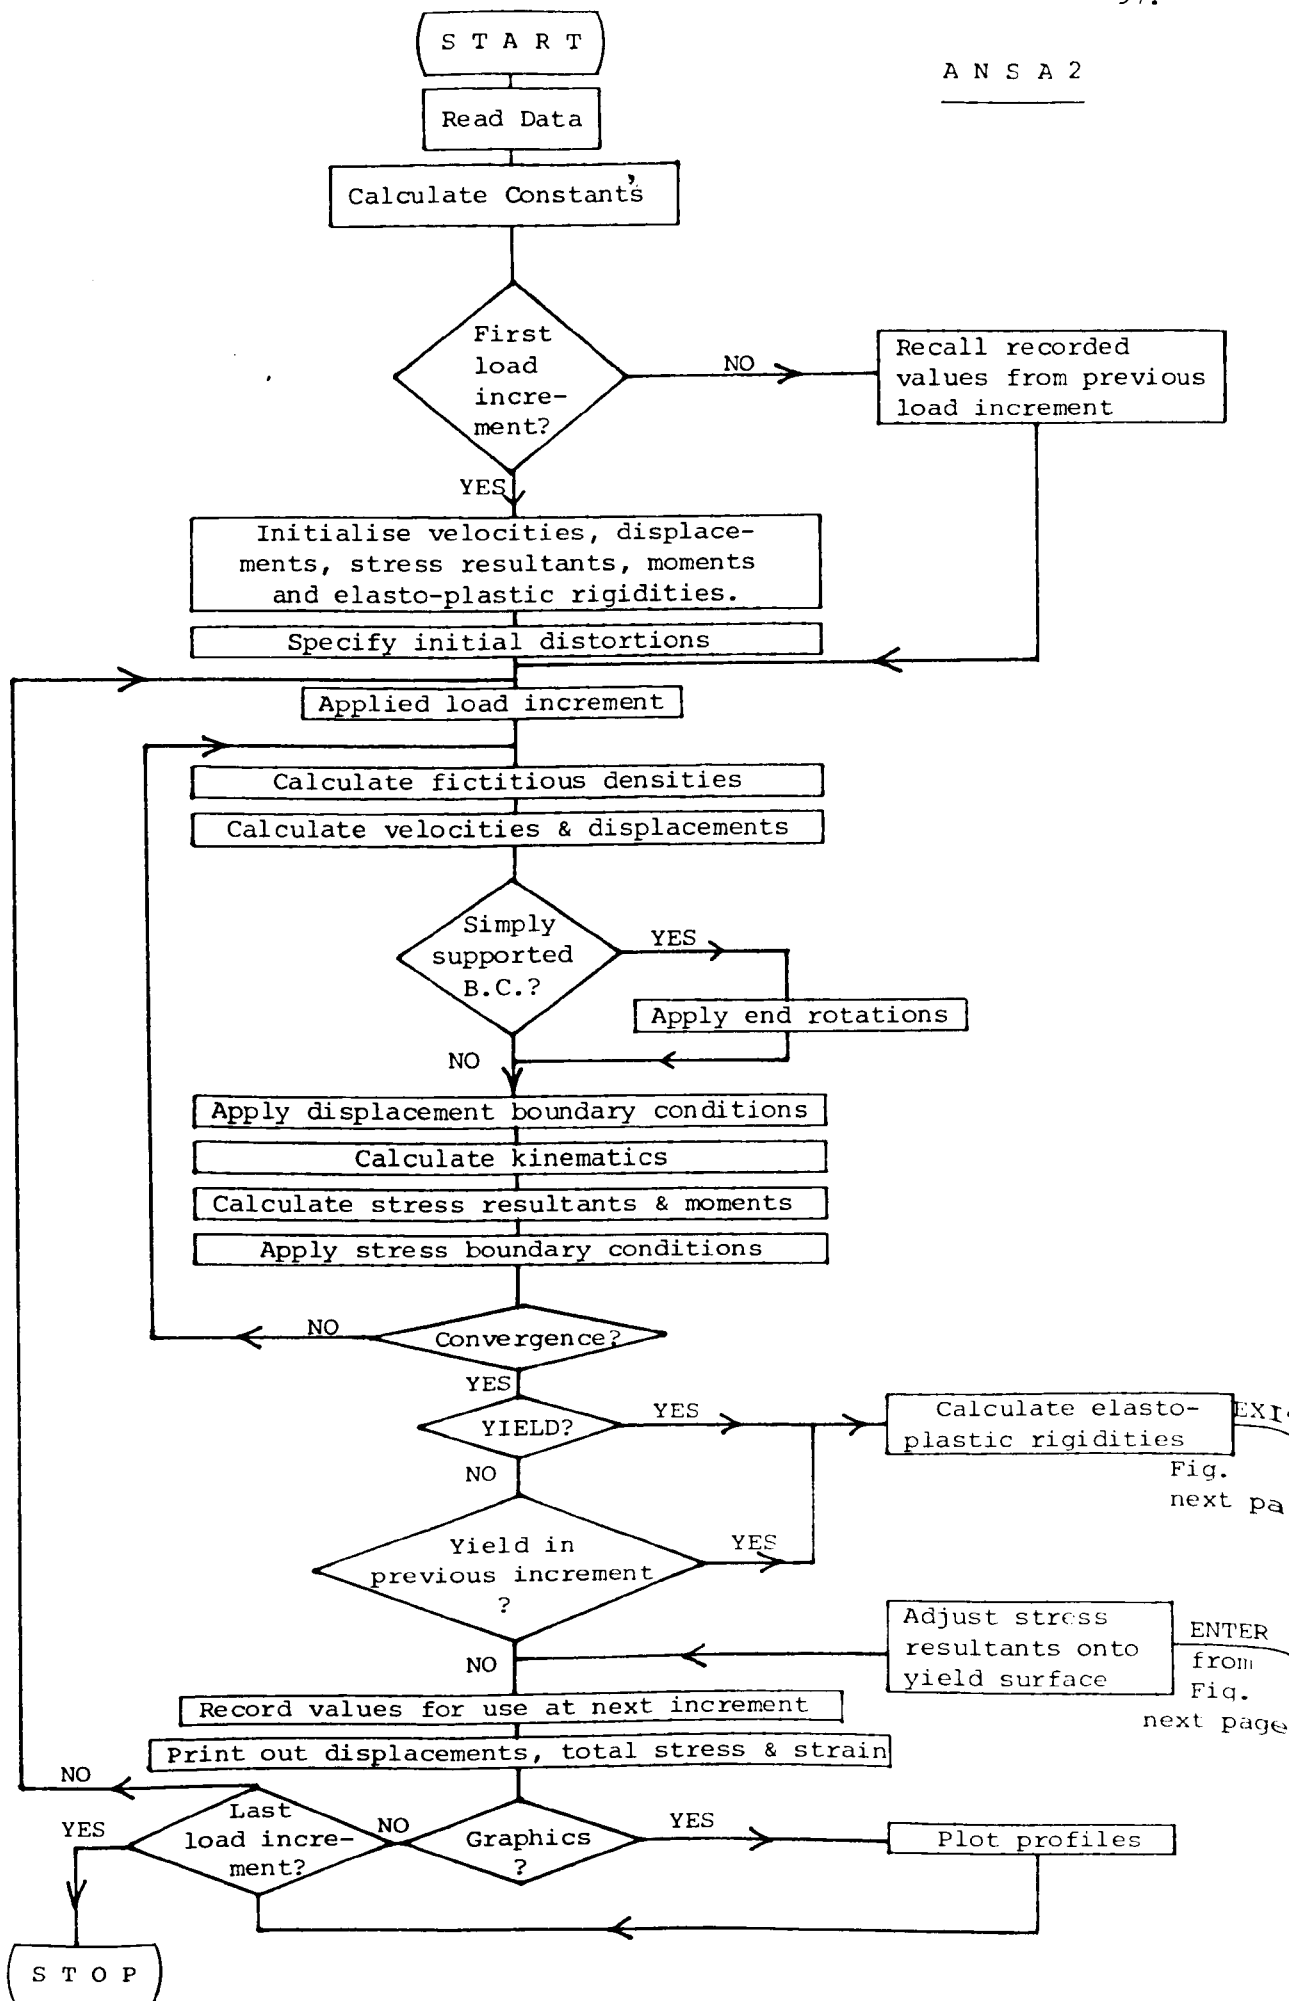 A N S A 2
S T A R T
Read Data
Calculate Constant's
First
load
incre-
ment?
NO
Recall recorded
values from previous
load increment
YES
Initialise velocities, displace-
ments, stress resultants, moments
and elasto-plastic rigidities.
Specify initial distortions
Applied load increment
Calculate fictitious densities
Calculate velocities & displacements
Simply
supported
B.C.?
YES
Apply end rotations
NO
Apply displacement boundary conditions
Calculate kinematics
Calculate stress resultants & moments
Apply stress boundary conditions
NO
Convergence?
YES
YIELD?
YES
Calculate elasto-
plastic rigidities
Fig.
next pa
NO
Yield in
previous increment
?
YES
Adjust stress
resultants onto
yield surface
ENTER
from
Fig.
next page
NO
Record values for use at next increment
Print out displacements, total stress & strain
NO
Last
load incre-
ment?
YES
NO
Graphics
?
YES
Plot profiles
S T O P